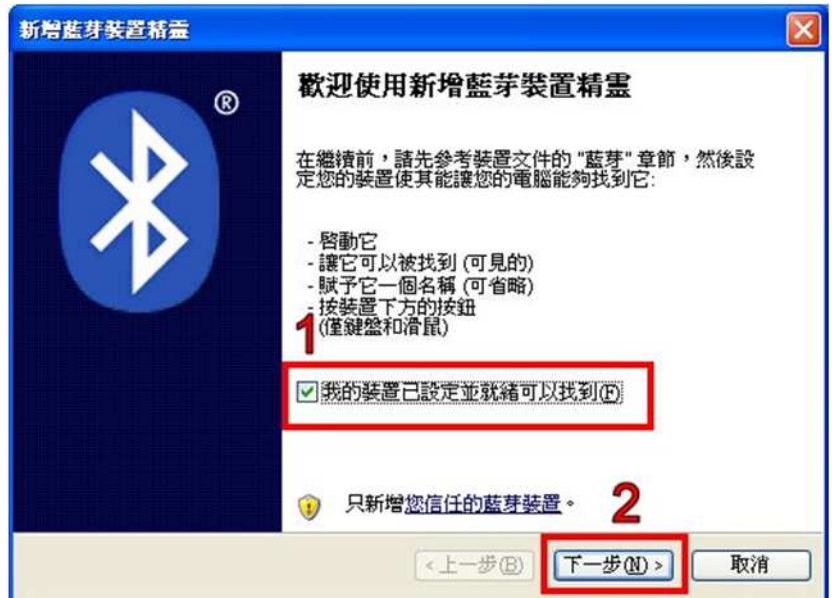 新增藍芽裝置精靈
®
歡迎使用新增藍芽裝置精靈
在繼續前，請先參考裝置文件的 "藍芽" 章節，然後設
定您的裝置使其能讓您的電腦能夠找到它:
- 啓動它
- 讓它可以被找到 (可見的)
- 賦予它一個名稱 (可省略)
- 按裝置下方的按鈕
(僅鍵盤和滑鼠)
1
我的裝置已設定並就緒可以找到(F)
只新增您信任的藍芽裝置。
2
<上一步(B) 下一步(N) > 取消